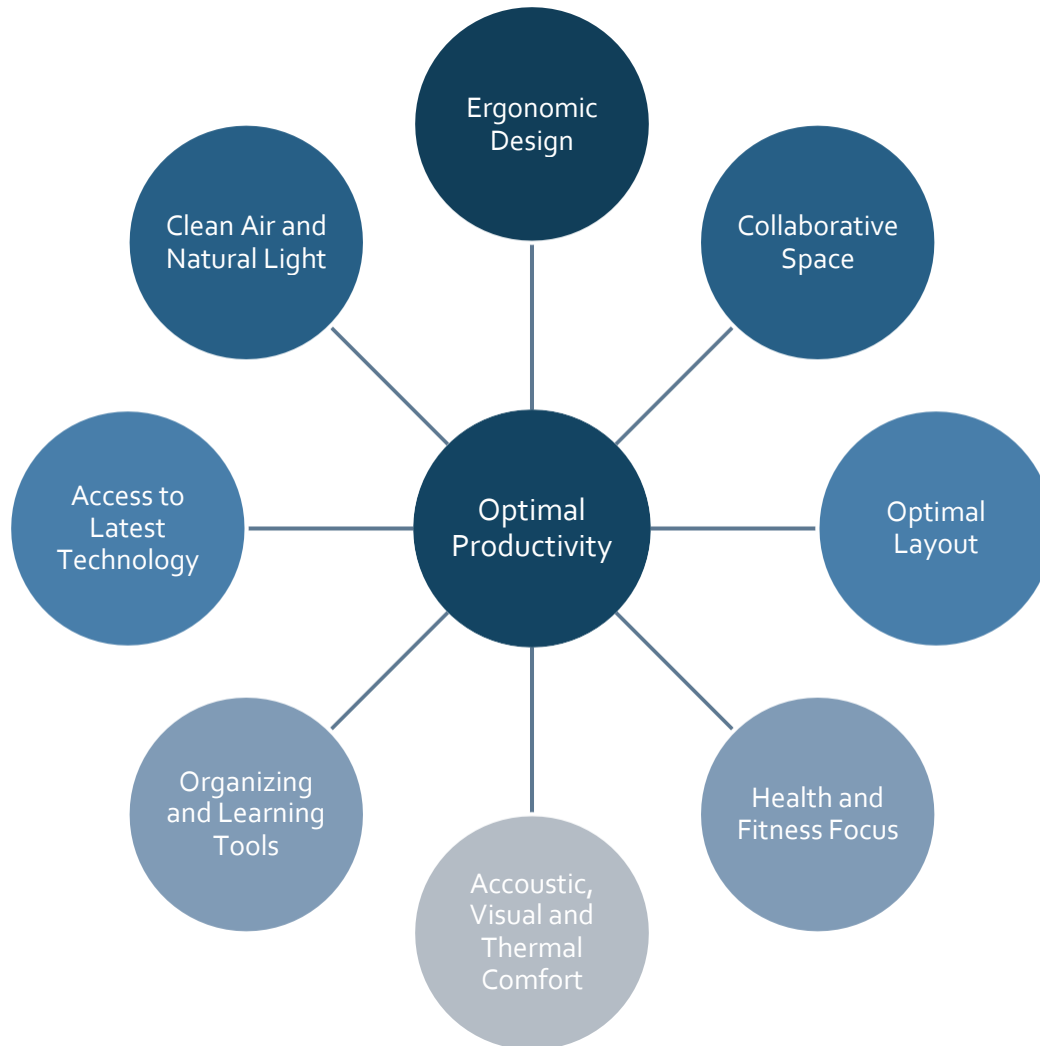 Ergonomic
Design
Clean Air and
Natural Light
Collaborative
Space
Access to
Latest
Technology
Optimal
Productivity
Optimal
Layout
Organizing
and Learning
Tools
Health and
Fitness Focus
Accoustic,
Visual and
Thermal
Comfort